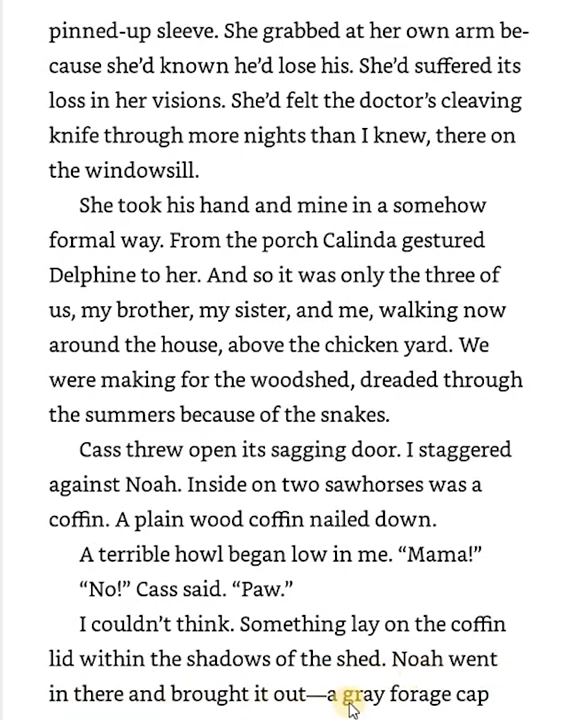 pinned-up sleeve. She grabbed at her own arm be-
cause she’d known he’d lose his. She’d suffered its
loss in her visions. She’d felt the doctor’s cleaving
knife through more nights than I knew, there on
the windowsill.
She took his hand and mine in a somehow
formal way. From the porch Calinda gestured
Delphine to her. And so it was only the three of
us, my brother, my sister, and me, walking now
around the house, above the chicken yard. We
were making for the woodshed, dreaded through
the summers because of the snakes.
Cass threw open its sagging door. I staggered
against Noah. Inside on two sawhorses was a
coffin. A plain wood coffin nailed down.
A terrible howl began low in me. “Mama!”
“No!” Cass said. “Paw.”
I couldn’t think. Something lay on the coffin
lid within the shadows of the shed. Noah went
in there and brought it out—a gray forage cap